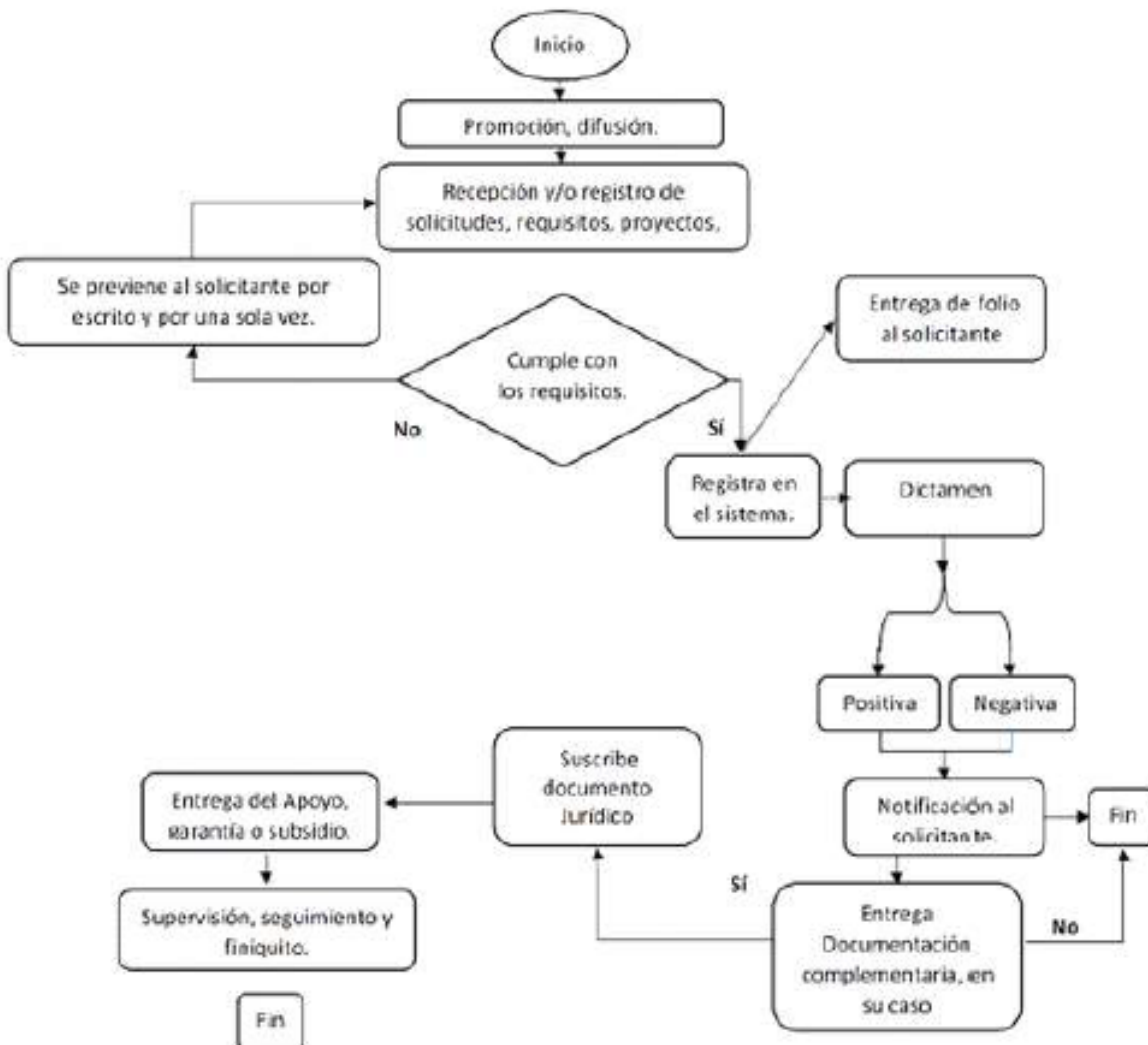 Inicio
Promoción, difusión.
Recepción y/o registro de
solicitudes, requisitos, proyectos,
Se previene al solicitante por
escrito y por una sola vez.
Entrega de folio
al solicitante
Cumple con
los requisitos.
No
Sí
Registra en
el sistema.
Dictamen
Positiva
Negativa
Suscribe
documento
Jurídico
Entrega del Apoyo,
garantía o subsidio.
Notificación al
solicitante.
Fin
Sí
Supervisión, seguimiento y
finiquito.
Entrega
Documentación
complementaria, en
su caso
No
Fin